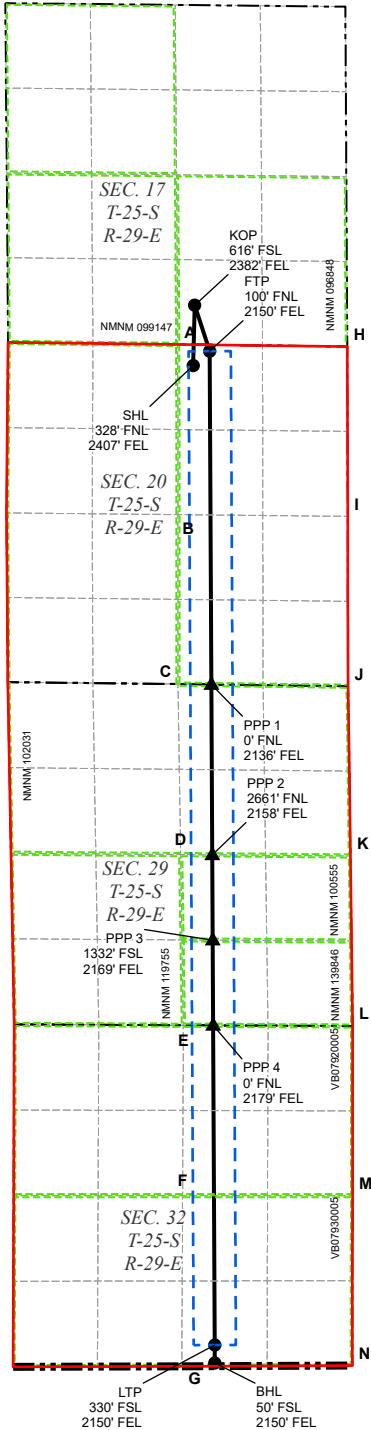 SEC. 17
T-25-S
R-29-E
KOP
616' FSL
2382' FEL
FTP
100' FNL
2150' FEL
NMNM 096848
NMNM 099147
A
H
SHL
328' FNL
2407' FEL
SEC. 20
T-25-S
R-29-E
I
B
C
J
PPP 1
0' FNL
2136' FEL
NMNM 102031
PPP 2
2661' FNL
2158' FEL
D
K
SEC. 29
T-25-S
R-29-E
NMNM 100555
PPP 3
1332' FSL
2169' FEL
NMNM 119755
NMNM 139846
L
E
PPP 4
0' FNL
2179' FEL
VB07920005
F
M
SEC. 32
T-25-S
R-29-E
VB07930005
N
G
LTP
330' FSL
2150' FEL
BHL
50' FSL
2150' FEL